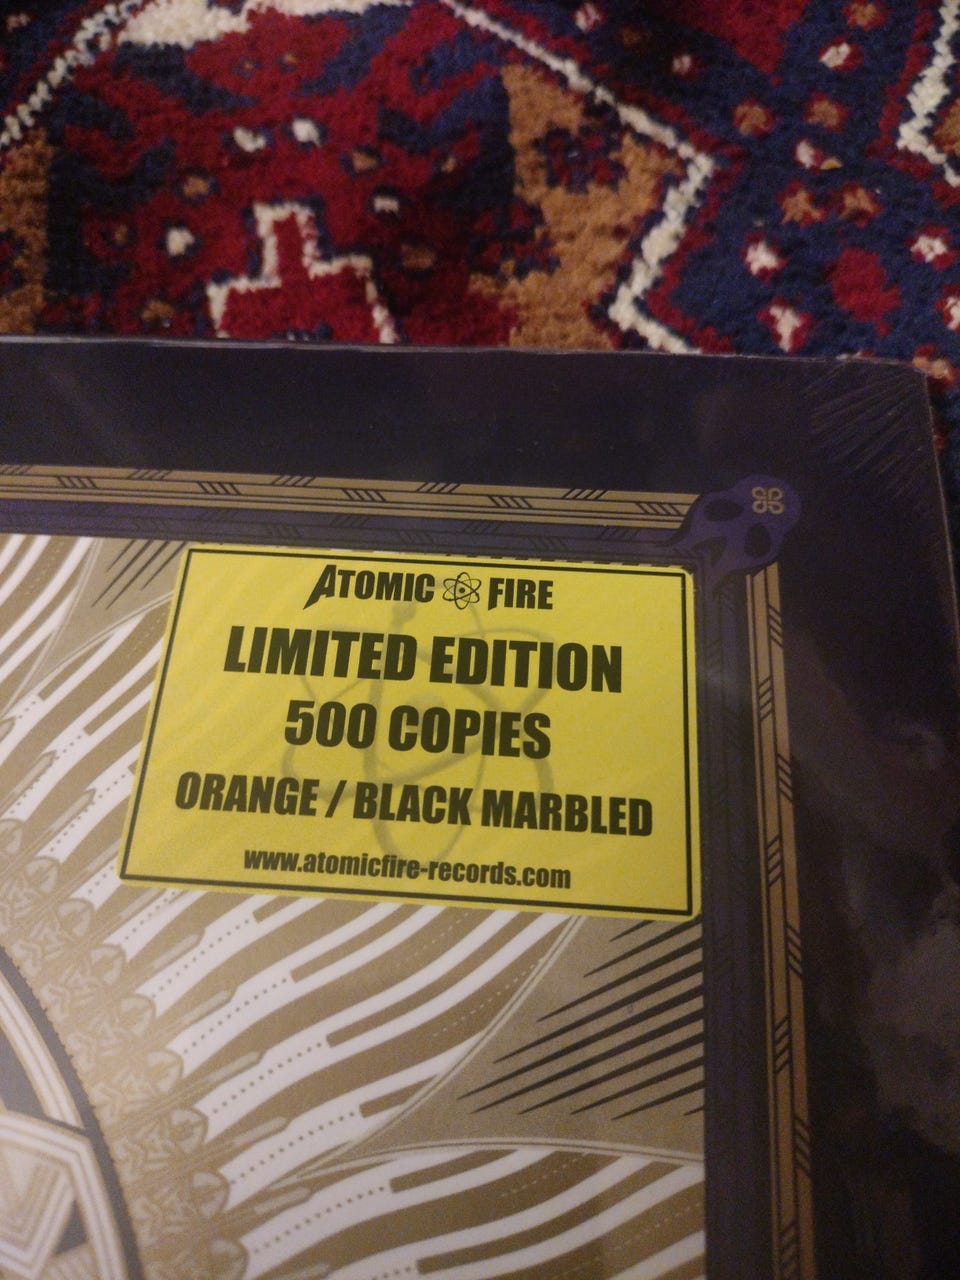 ATOMIC FIRE
LIMITED EDITION
500 COPIES
ORANGE / BLACK MARBLED
www.atomicfire-records.com